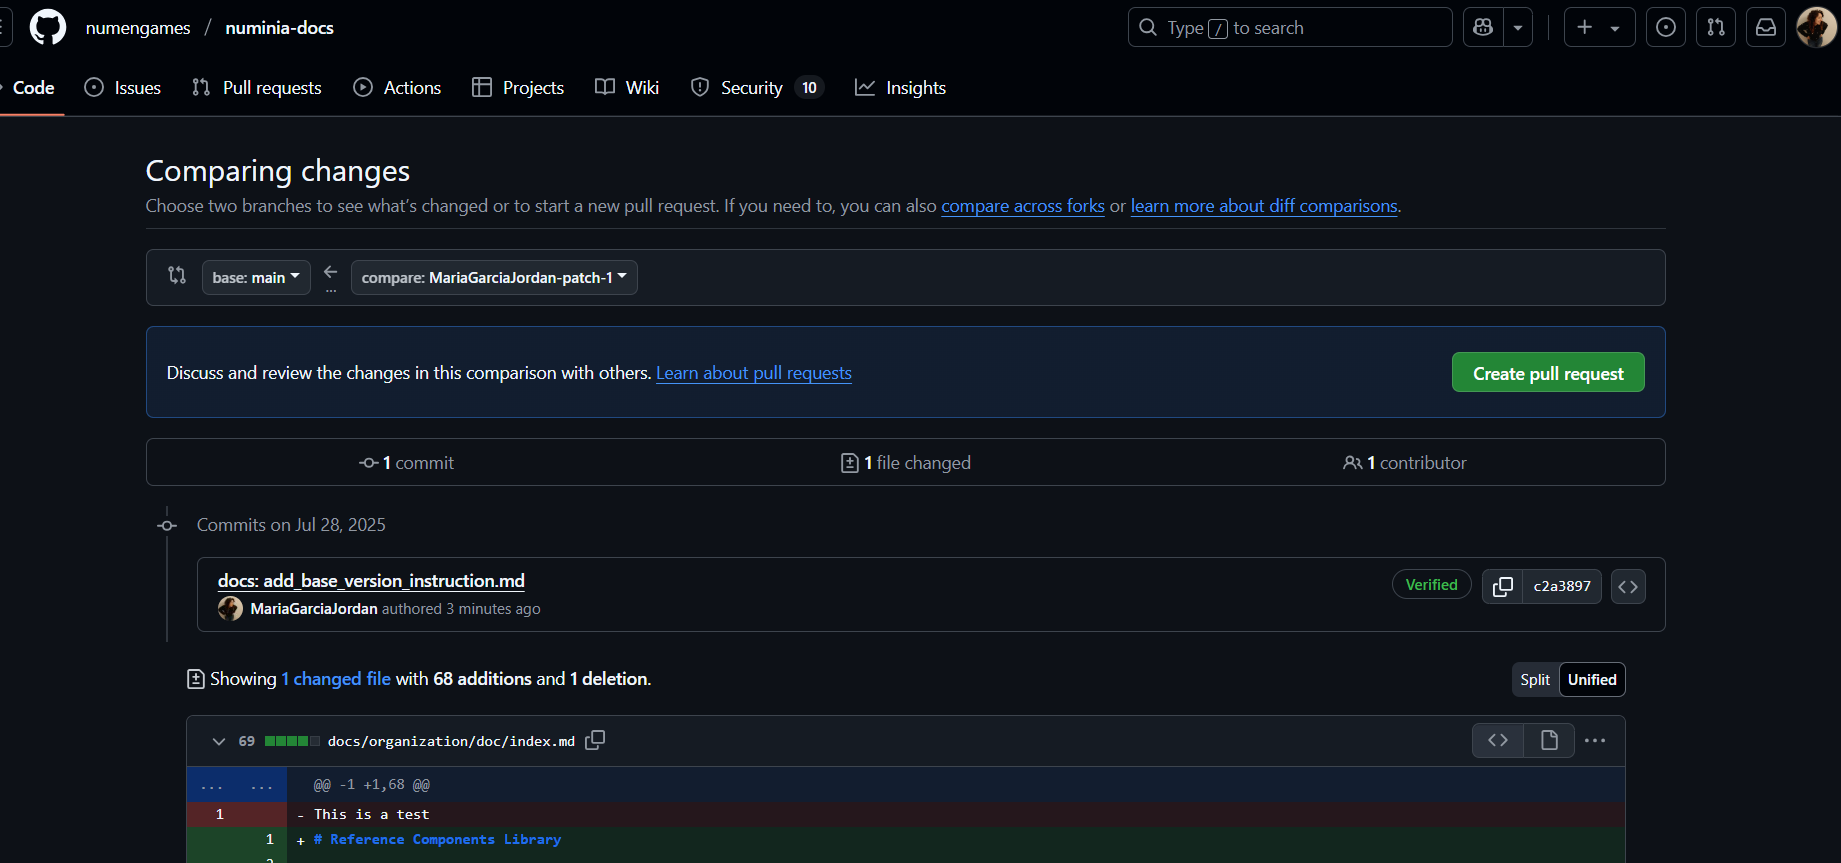 numengames / numinia-docs
Type / to search
Code Issues Pull requests Actions Projects Wiki Security 10 Insights
Comparing changes
Choose two branches to see what's changed or to start a new pull request. If you need to, you can also compare across forks or learn more about diff comparisons.
base: main ← ... compare: MariaGarciaJordan-patch-1
Discuss and review the changes in this comparison with others. Learn about pull requests
Create pull request
1 commit 1 file changed 1 contributor
Commits on Jul 28, 2025
docs: add_base_version_instruction.md
MariaGarciaJordan authored 3 minutes ago
Verified c2a3897
Showing 1 changed file with 68 additions and 1 deletion.
Split Unified
69 docs/organization/doc/index.md
... ... @@ -1 +1,68 @@
1 - This is a test
1 + # Reference Components Library
2